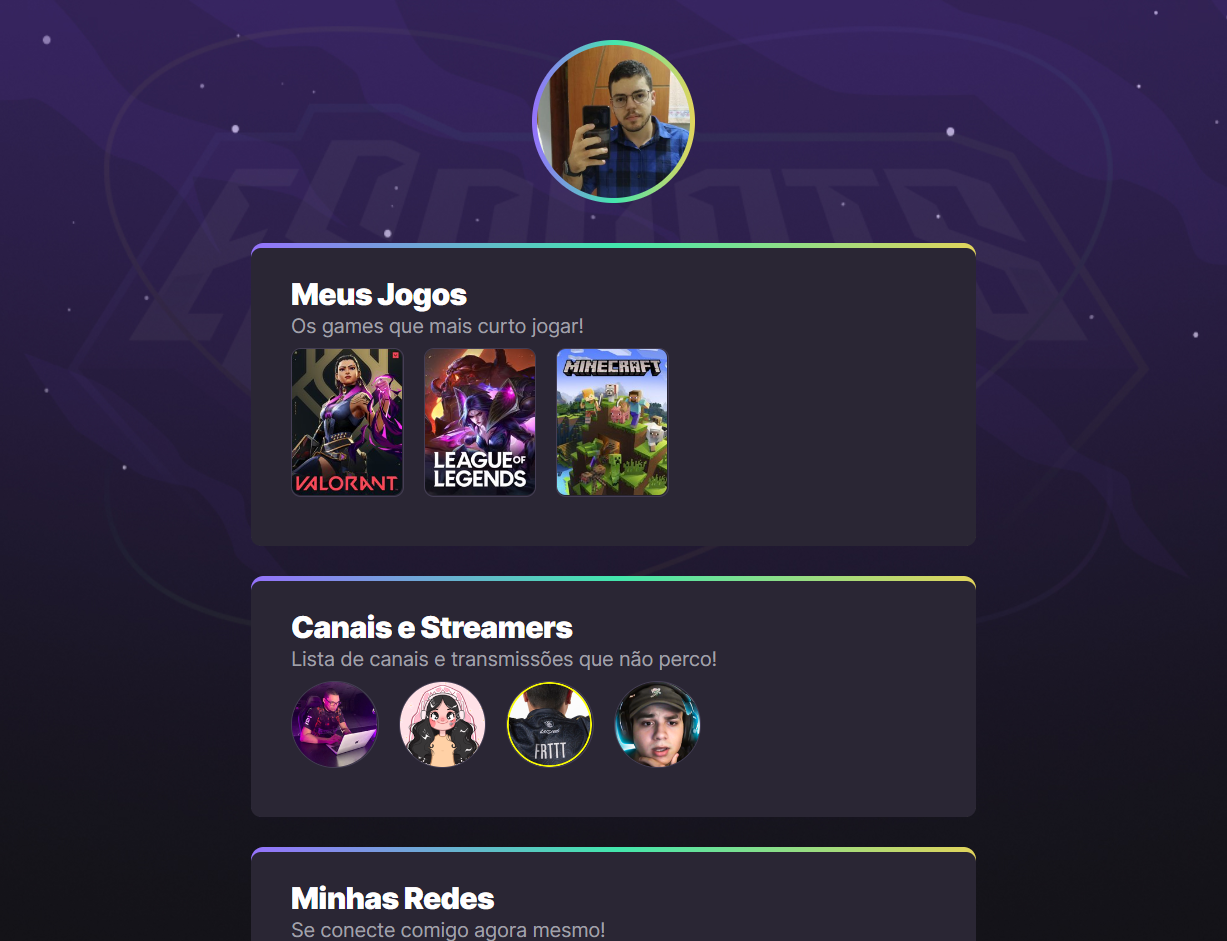 ESPORTS
Meus Jogos
Os games que mais curto jogar!
VALORANT
LEAGUE OF
LEGENDS
MINECRAFT
Canais e Streamers
Lista de canais e transmissões que não perco!
FRTTT
Minhas Redes
Se conecte comigo agora mesmo!